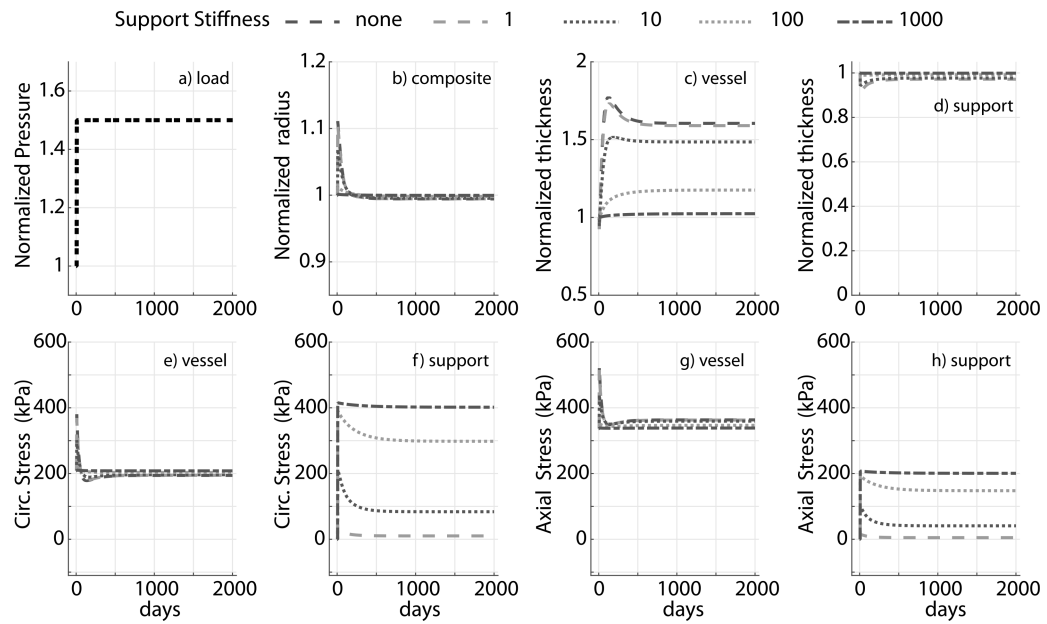 Support Stiffness none 1 10 100 1000
Normalized Pressure
1.6
1.4
1.2
1
a) load
0 1000 2000
Normalized radius
1.2
1.1
1
0.9
b) composite
0 1000 2000
Normalized thickness
2
1.5
1
0.5
c) vessel
0 1000 2000
Normalized thickness
1
0.8
0.6
0.4
0.2
0
d) support
0 1000 2000
Circ. Stress (kPa)
600
400
200
0
e) vessel
0 1000 2000
days
Circ. Stress (kPa)
600
400
200
0
f) support
0 1000 2000
days
Axial Stress (kPa)
600
400
200
0
g) vessel
0 1000 2000
days
Axial Stress (kPa)
600
400
200
0
h) support
0 1000 2000
days